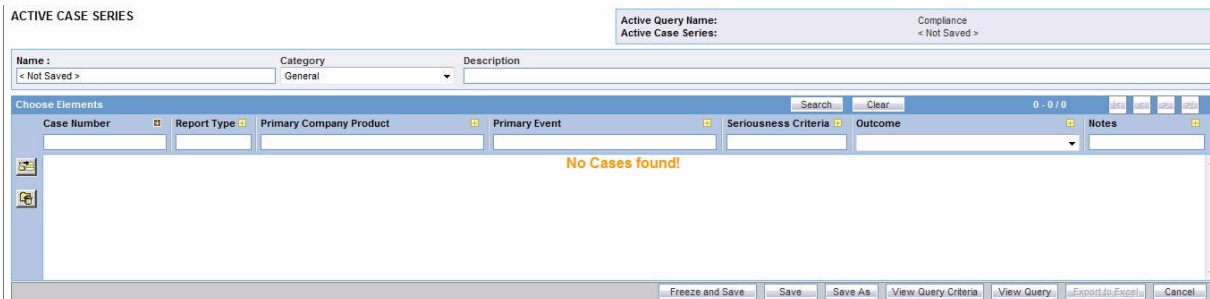 ACTIVE CASE SERIES
Active Query Name: Compliance
Active Case Series: < Not Saved >
Name : Category Description
< Not Saved > General
Choose Elements Search Clear 0 - 0 / 0
Case Number Report Type Primary Company Product Primary Event Seriousness Criteria Outcome Notes
No Cases found!
Freeze and Save Save Save As View Query Criteria View Query Export to Excel Cancel